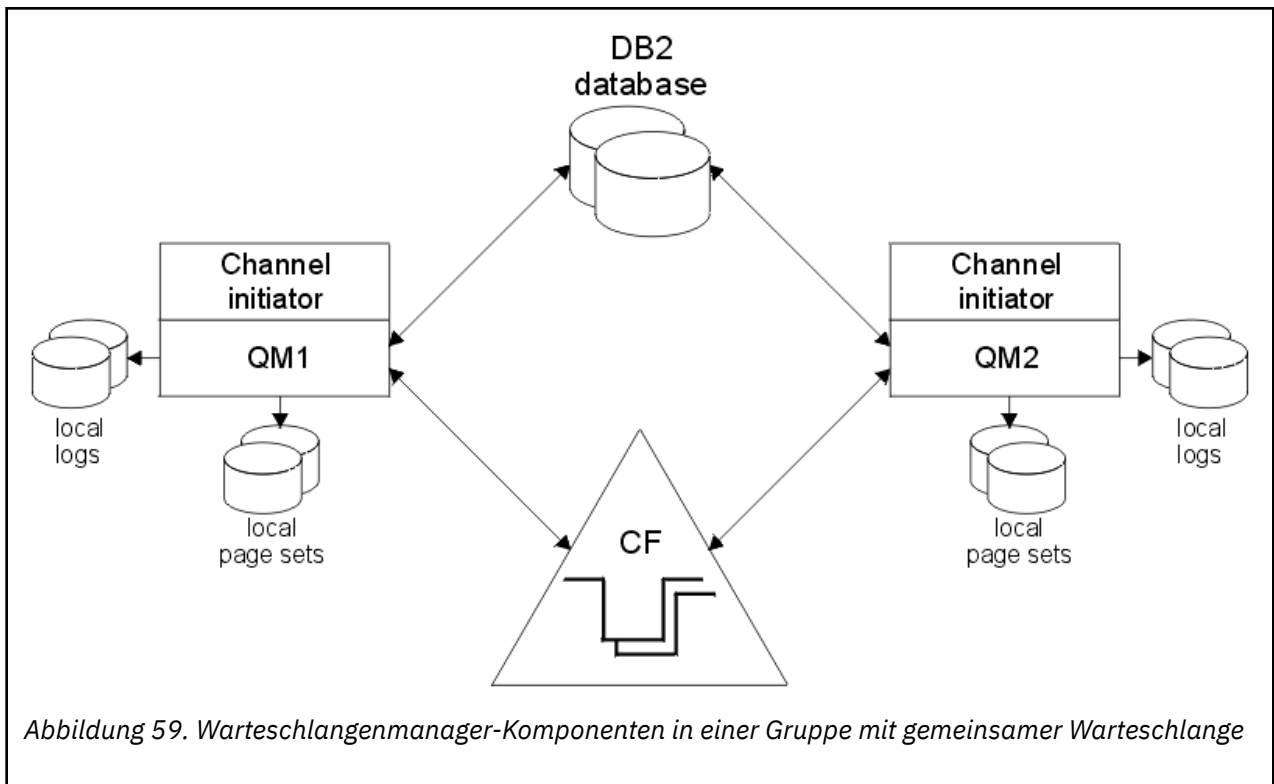 DB2
database
Channel
initiator
QM1
local
logs
local
page sets
Channel
initiator
QM2
local
logs
local
page sets
CF
Abbildung 59. Warteschlangenmanager-Komponenten in einer Gruppe mit gemeinsamer Warteschlange